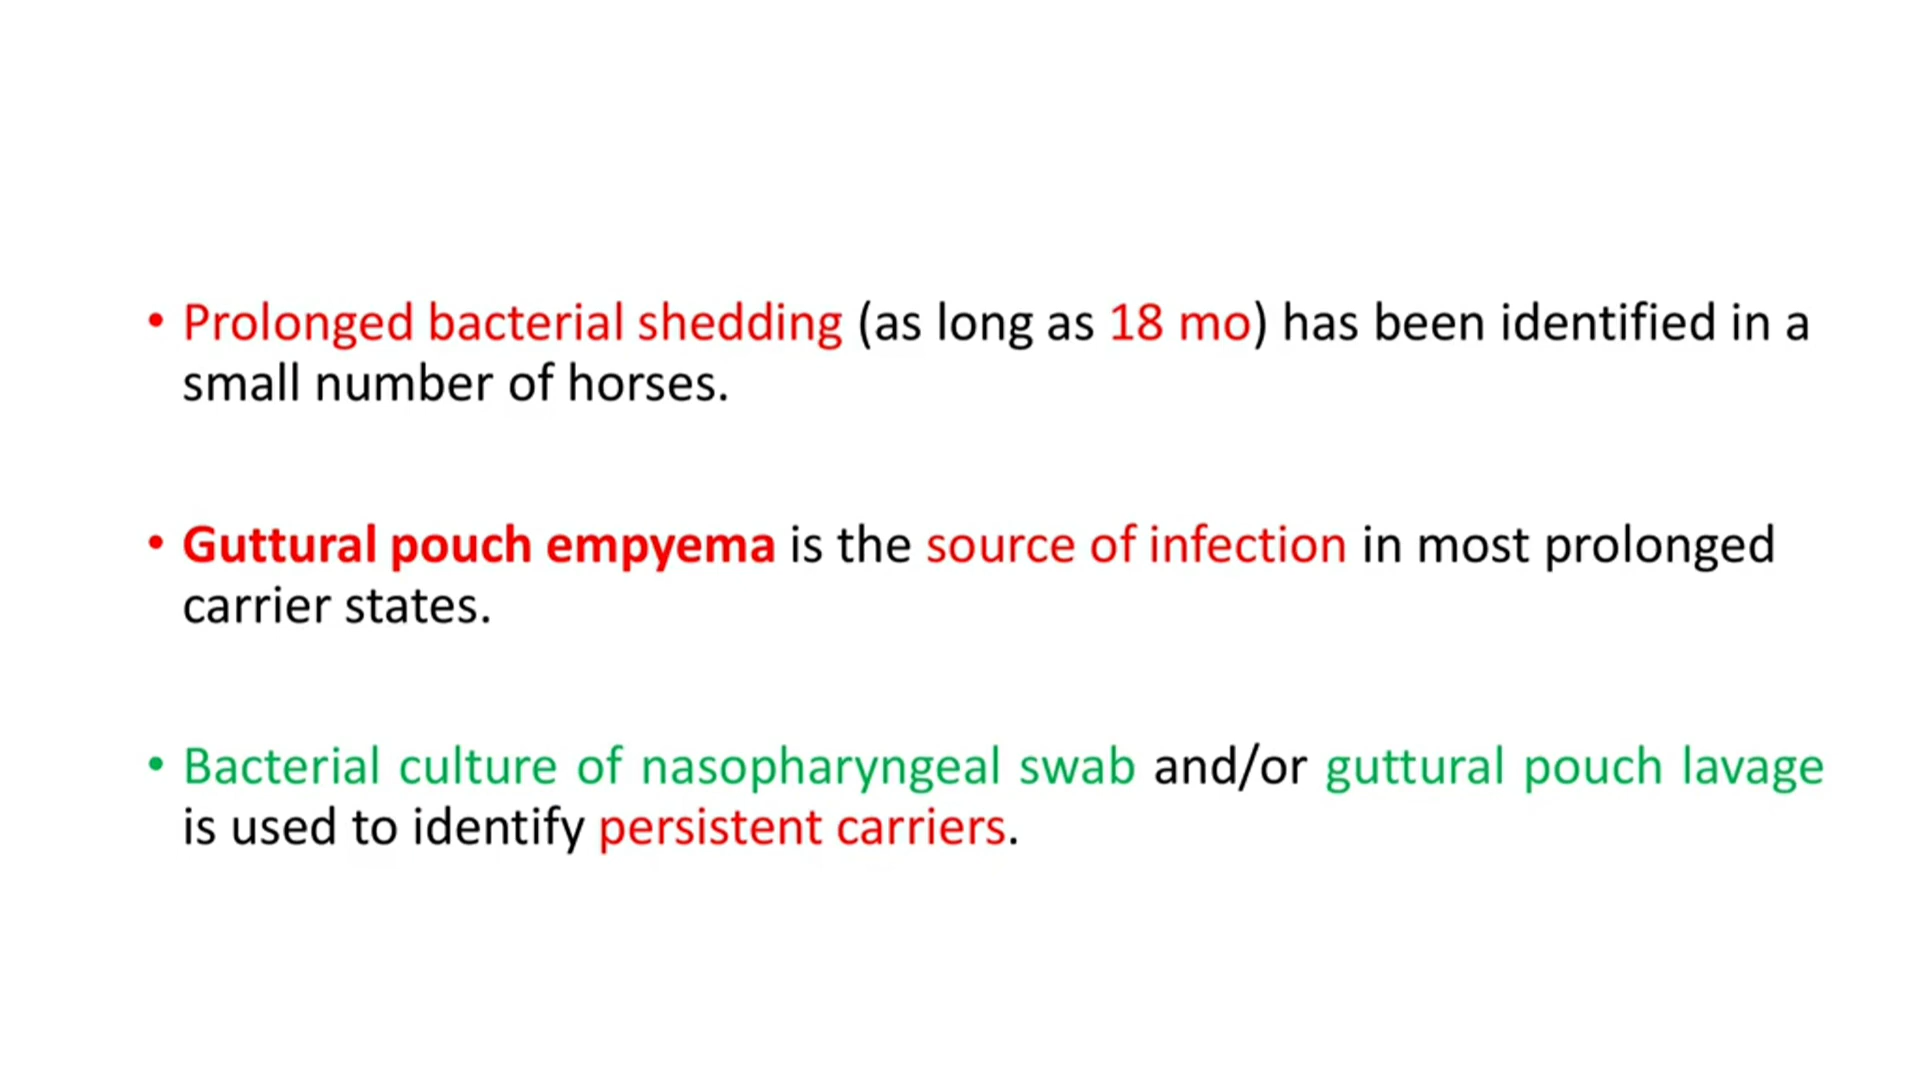 • Prolonged bacterial shedding (as long as 18 mo) has been identified in a
small number of horses.
• Guttural pouch empyema is the source of infection in most prolonged
carrier states.
• Bacterial culture of nasopharyngeal swab and/or guttural pouch lavage
is used to identify persistent carriers.